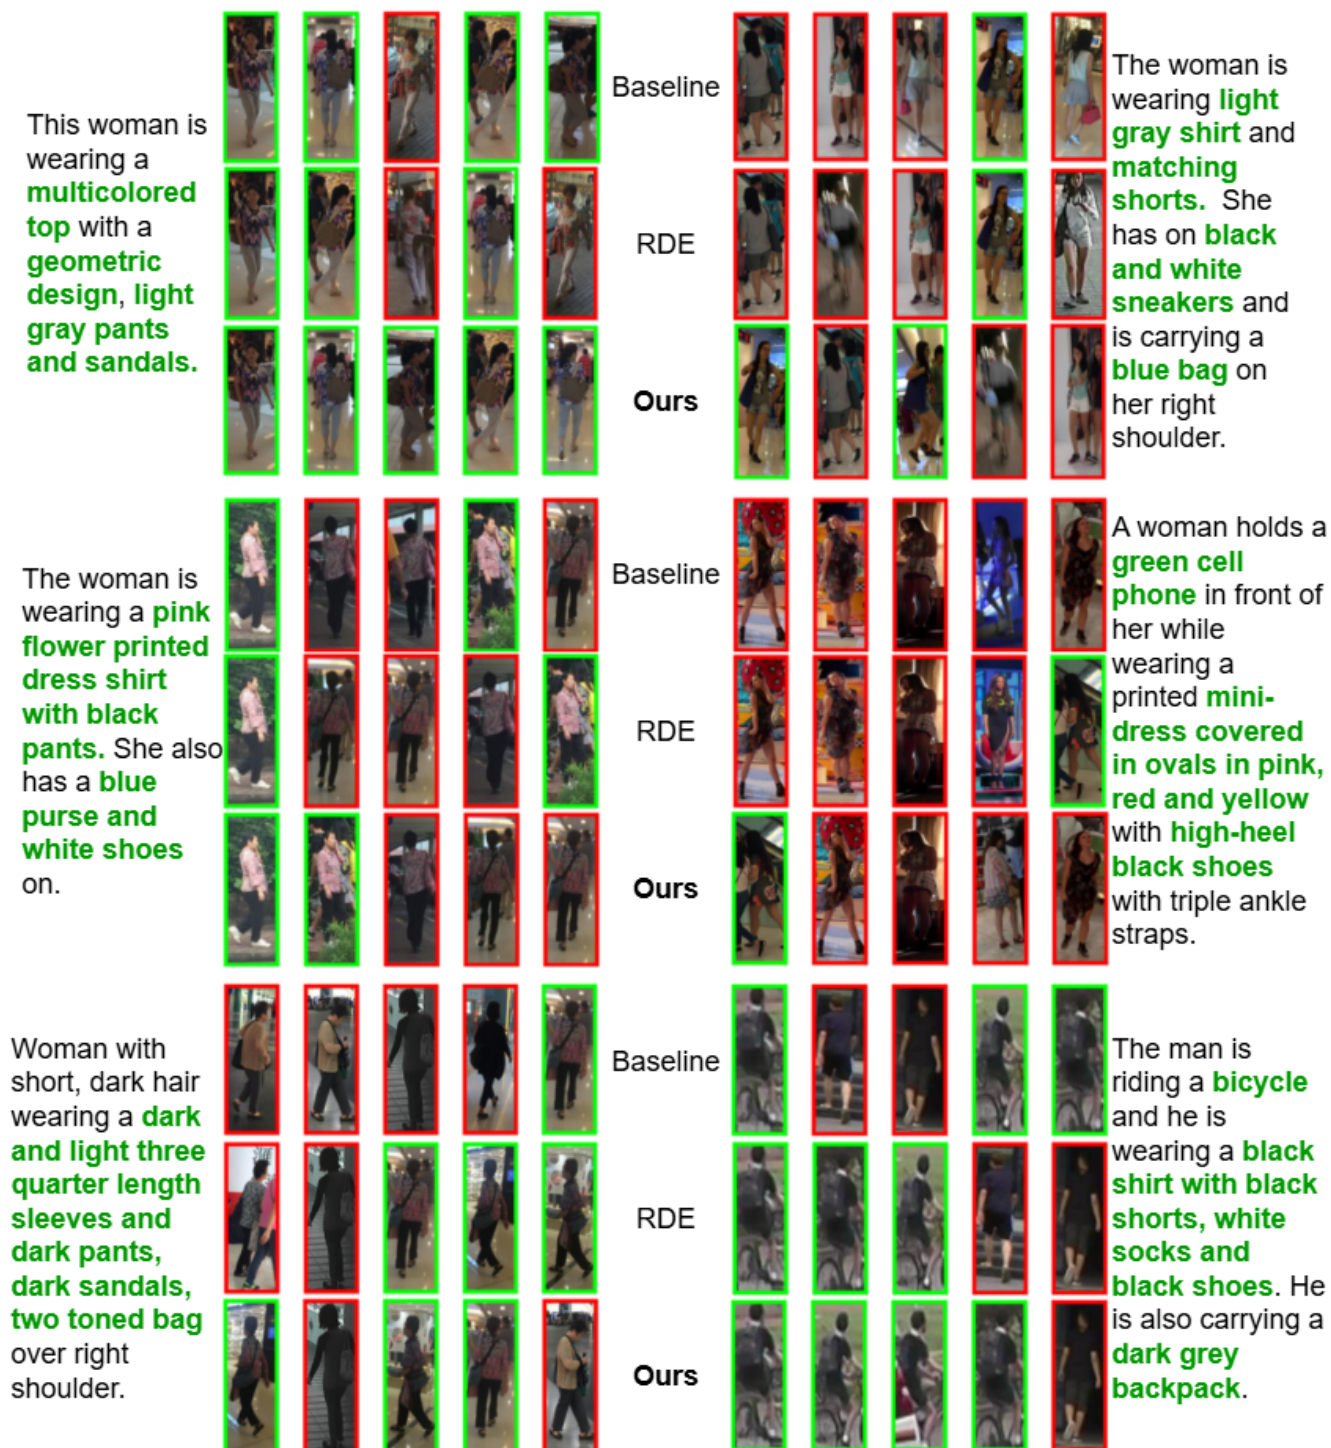 This woman is
wearing a
multicolored
top with a
geometric
design, light
gray pants
and sandals.
Baseline
RDE
Ours
The woman is
wearing light
gray shirt and
matching
shorts. She
has on black
and white
sneakers and
is carrying a
blue bag on
her right
shoulder.
The woman is
wearing a pink
flower printed
dress shirt
with black
pants. She also
has a blue
purse and
white shoes
on.
Baseline
RDE
Ours
A woman holds a
green cell
phone in front of
her while
wearing a
printed mini-
dress covered
in ovals in pink,
red and yellow
with high-heel
black shoes
with triple ankle
straps.
Woman with
short, dark hair
wearing a dark
and light three
quarter length
sleeves and
dark pants,
dark sandals,
two toned bag
over right
shoulder.
Baseline
RDE
Ours
The man is
riding a bicycle
and he is
wearing a black
shirt with black
shorts, white
socks and
black shoes. He
is also carrying a
dark grey
backpack.